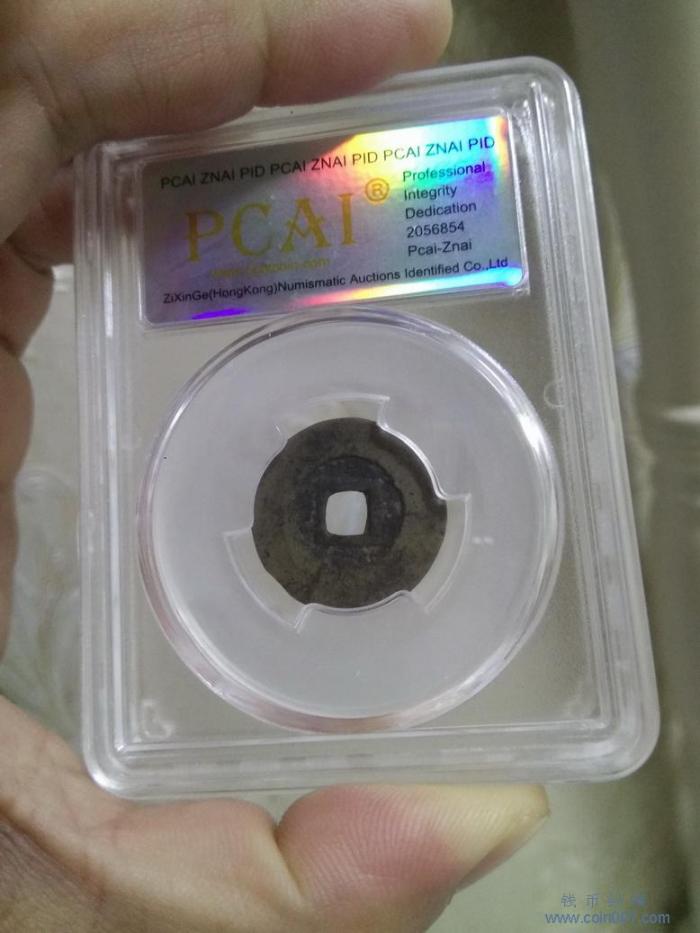 PCAI ZNAI PID PCAI ZNAI PID PCAI ZNAI PID
PCAI®
Professional
Integrity
Dedication
2056854
Pcai-Znai
ZiXinGe(HongKong)Numismatic Auctions Identified Co.,Ltd
钱币
www.coin007.com